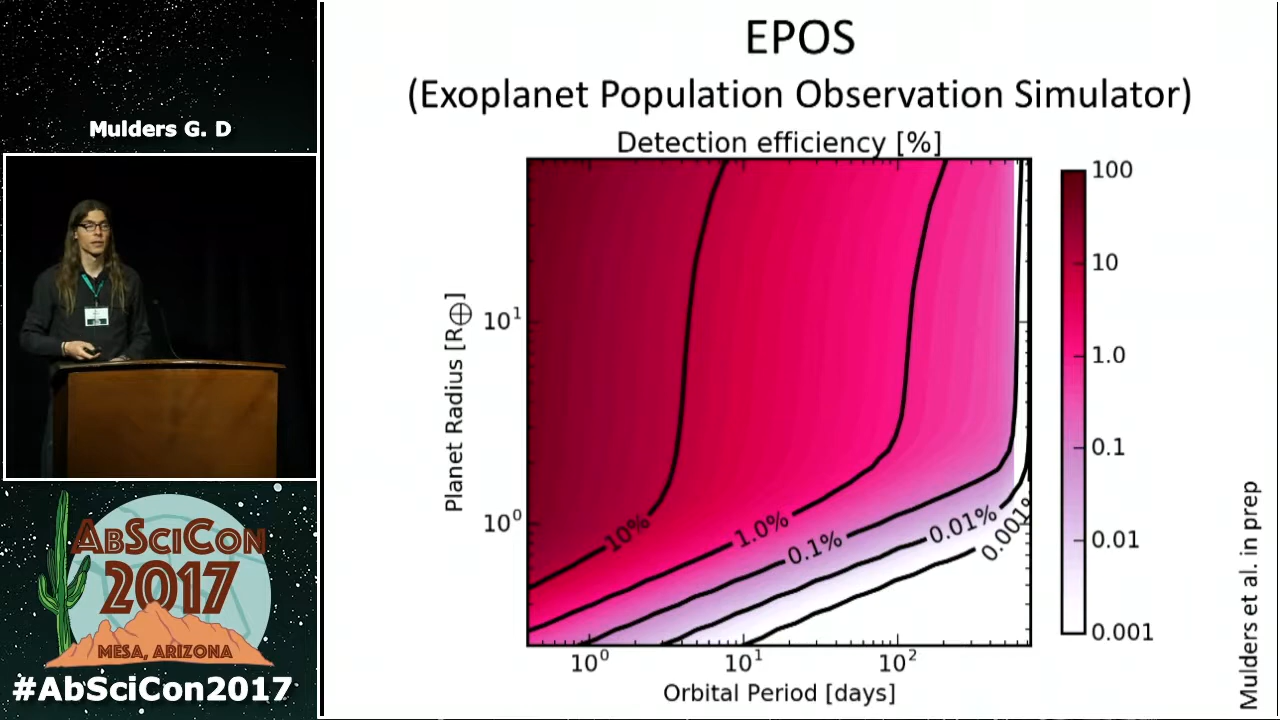 Mulders G. D
ABSCICON
2017
MESA, ARIZONA
#AbSciCon2017
EPOS
(Exoplanet Population Observation Simulator)
Detection efficiency [%]
Planet Radius [R⊕]
10¹
10⁰
10%
1.0%
0.1%
0.01%
0.001%
10⁰
10¹
10²
Orbital Period [days]
100
10
1.0
0.1
0.01
0.001
Mulders et al. in prep